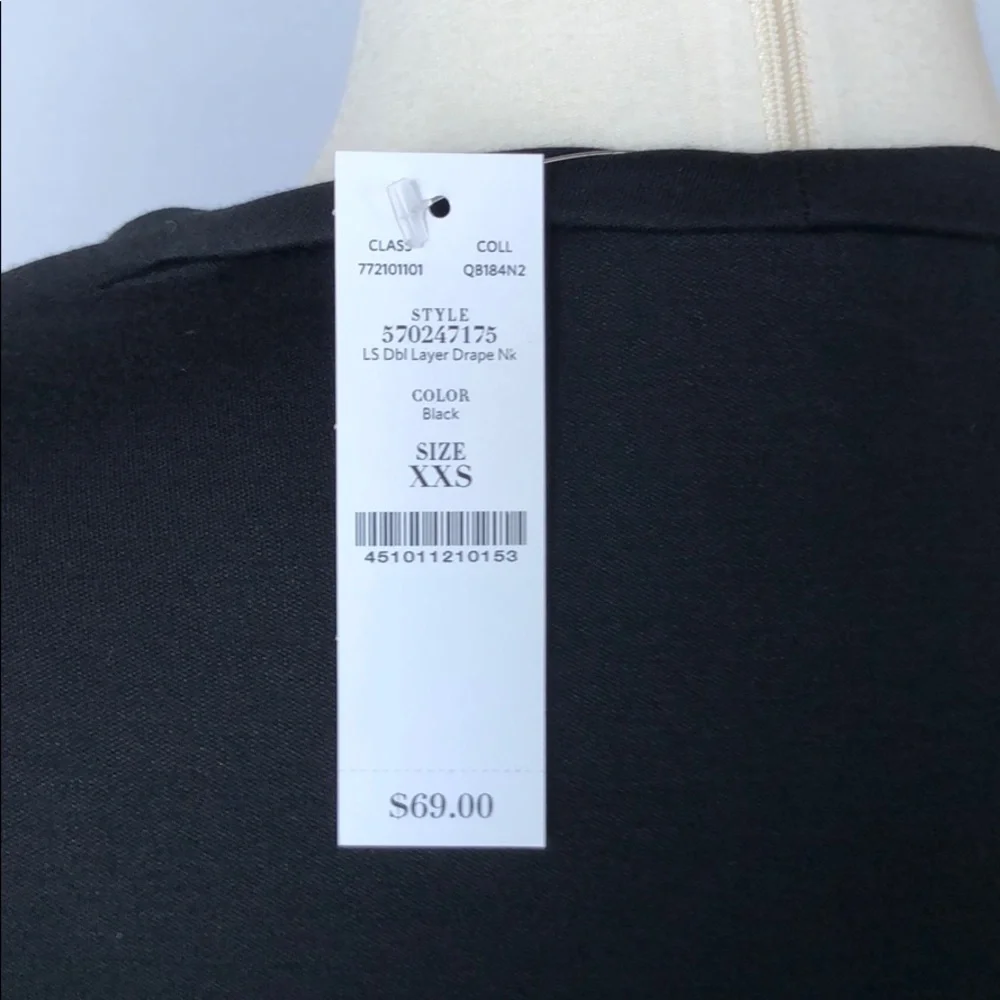 CLASS COLL
772101101 QB184N2
STYLE
570247175
LS Dbl Layer Drape Nk
COLOR
Black
SIZE
XXS
451011210153
$69.00